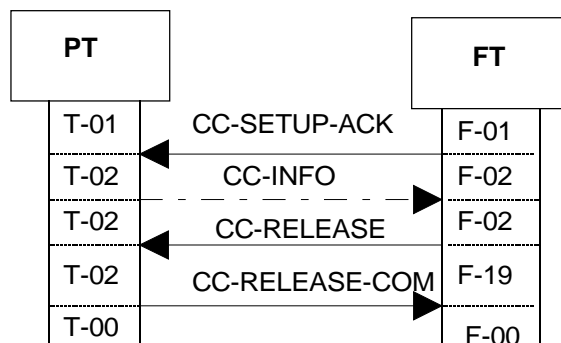 PT
FT
T-01 CC-SETUP-ACK F-01
T-02 CC-INFO F-02
T-02 CC-RELEASE F-02
T-02 CC-RELEASE-COM F-19
T-00 F-00